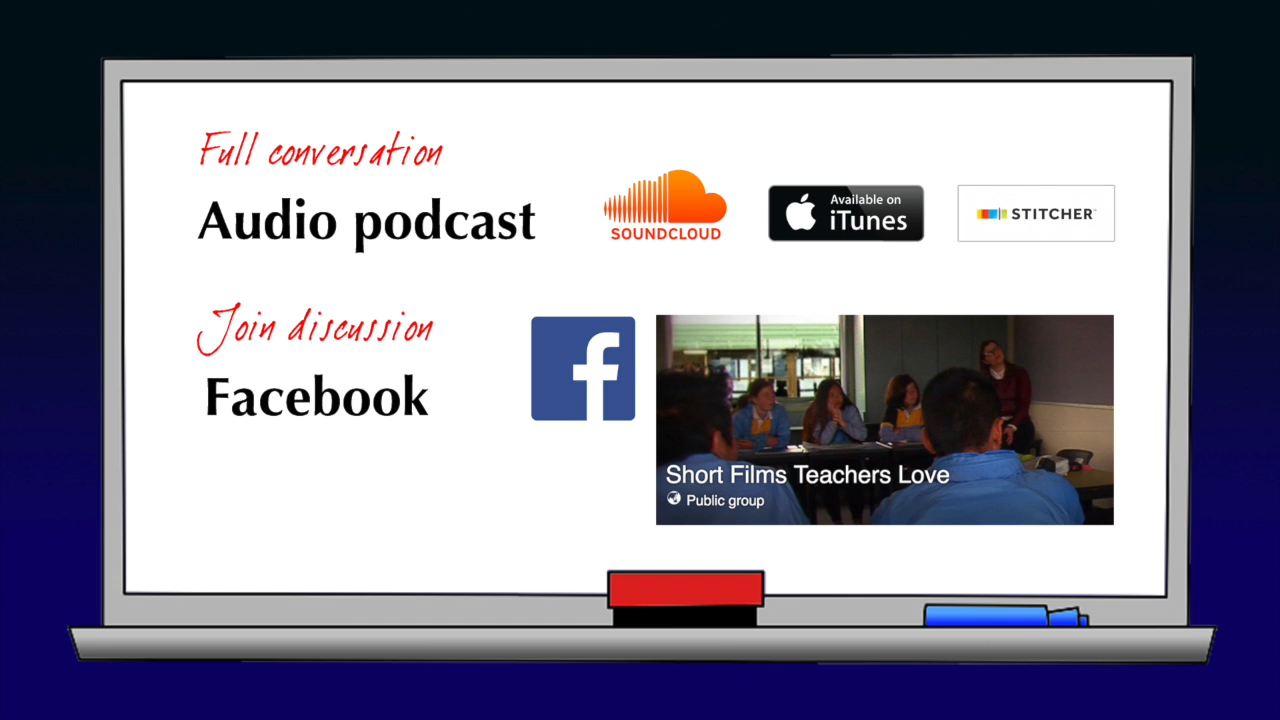 Full conversation
Audio podcast
SOUNDCLOUD
Available on
iTunes
STITCHER
Join discussion
Facebook
f
Short Films Teachers Love
Public group